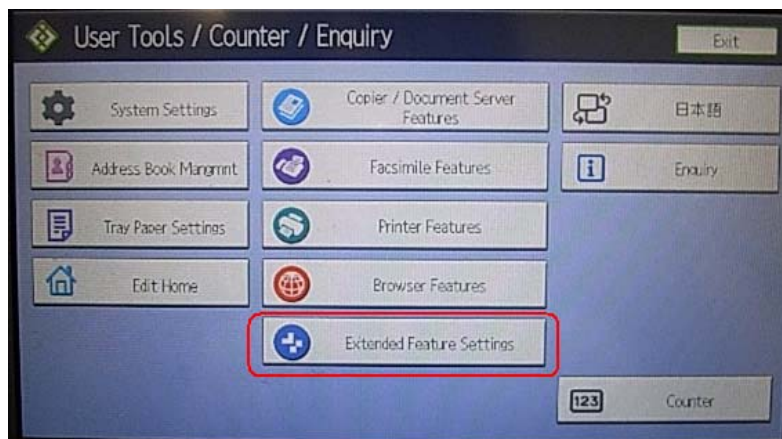 User Tools / Counter / Enquiry
Exit
System Settings
Copier / Document Server
Features
日本語
Address Book Mangmnt
Facsimile Features
Enquiry
Tray Paper Settings
Printer Features
Edit Home
Browser Features
Extended Feature Settings
123
Counter